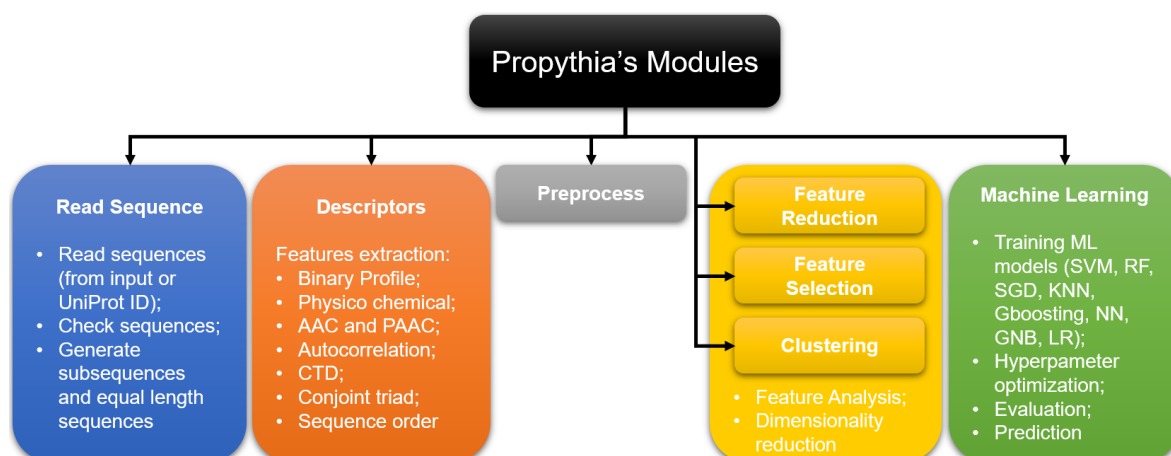 Propythia's Modules
Read Sequence
• Read sequences
(from input or
UniProt ID);
• Check sequences;
• Generate
subsequences
and equal length
sequences
Descriptors
Features extraction:
• Binary Profile;
• Physico chemical;
• AAC and PAAC;
• Autocorrelation;
• CTD;
• Conjoint triad;
• Sequence order
Preprocess
Feature
Reduction
Feature
Selection
Clustering
• Feature Analysis;
• Dimensionality
reduction
Machine Learning
• Training ML
models (SVM, RF,
SGD, KNN,
Gboosting, NN,
GNB, LR);
• Hyperpameter
optimization;
• Evaluation;
• Prediction